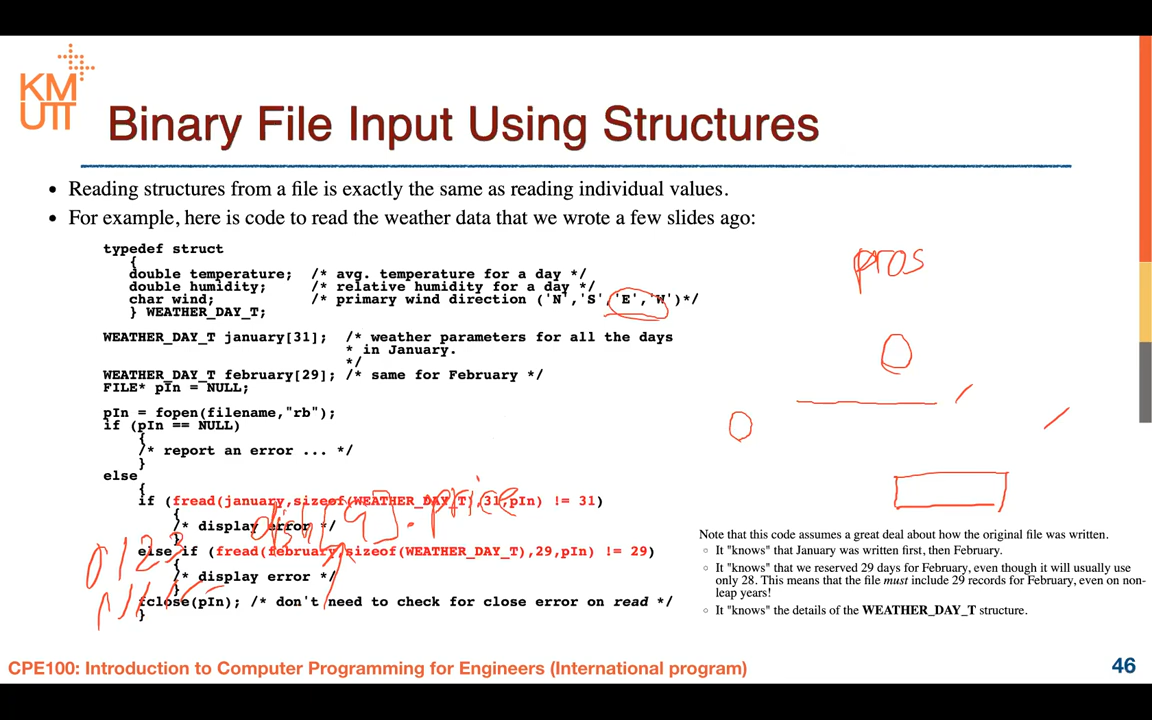 KM
UTT
Binary File Input Using Structures
• Reading structures from a file is exactly the same as reading individual values.
• For example, here is code to read the weather data that we wrote a few slides ago:
typedef struct
{
double temperature; /* avg. temperature for a day */
double humidity; /* relative humidity for a day */
char wind; /* primary wind direction ('N','S','E','W')*/
} WEATHER_DAY_T;
WEATHER_DAY_T january[31]; /* weather parameters for all the days
* in January.
*/
WEATHER_DAY_T february[29]; /* same for February */
FILE* pIn = NULL;
pIn = fopen(filename,"rb");
if (pIn == NULL)
{
/* report an error ... */
}
else
{
if (fread(january,sizeof(WEATHER_DAY_T),31,pIn) != 31)
{
/* display error */
}
else if (fread(february,sizeof(WEATHER_DAY_T),29,pIn) != 29)
{
/* display error */
}
fclose(pIn); /* don't need to check for close error on read */
}
pros
dish[9].price
0 1 2 3
Note that this code assumes a great deal about how the original file was written.
○ It "knows" that January was written first, then February.
○ It "knows" that we reserved 29 days for February, even though it will usually use
only 28. This means that the file must include 29 records for February, even on non-
leap years!
○ It "knows" the details of the WEATHER_DAY_T structure.
CPE100: Introduction to Computer Programming for Engineers (International program)
46